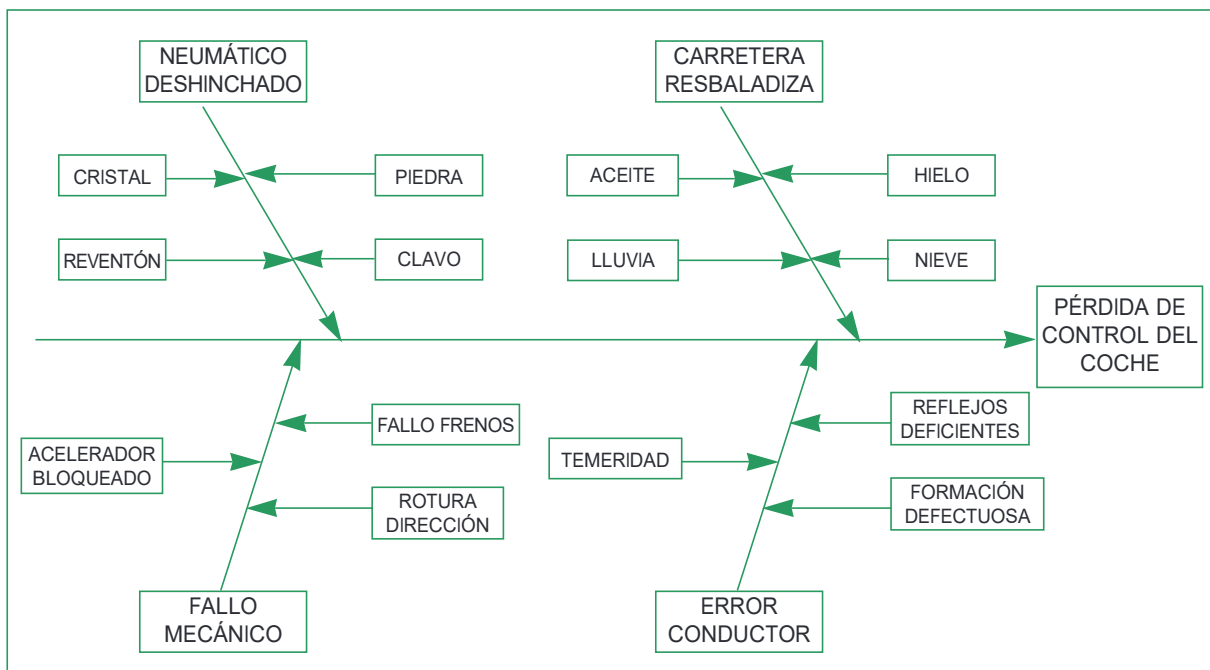 NEUMÁTICO
DESHINCHADO
CARRETERA
RESBALADIZA
CRISTAL
PIEDRA
ACEITE
HIELO
REVENTÓN
CLAVO
LLUVIA
NIEVE
PÉRDIDA DE
CONTROL DEL
COCHE
FALLO FRENOS
REFLEJOS
DEFICIENTES
ACELERADOR
BLOQUEADO
TEMERIDAD
ROTURA
DIRECCIÓN
FORMACIÓN
DEFECTUOSA
FALLO
MECÁNICO
ERROR
CONDUCTOR